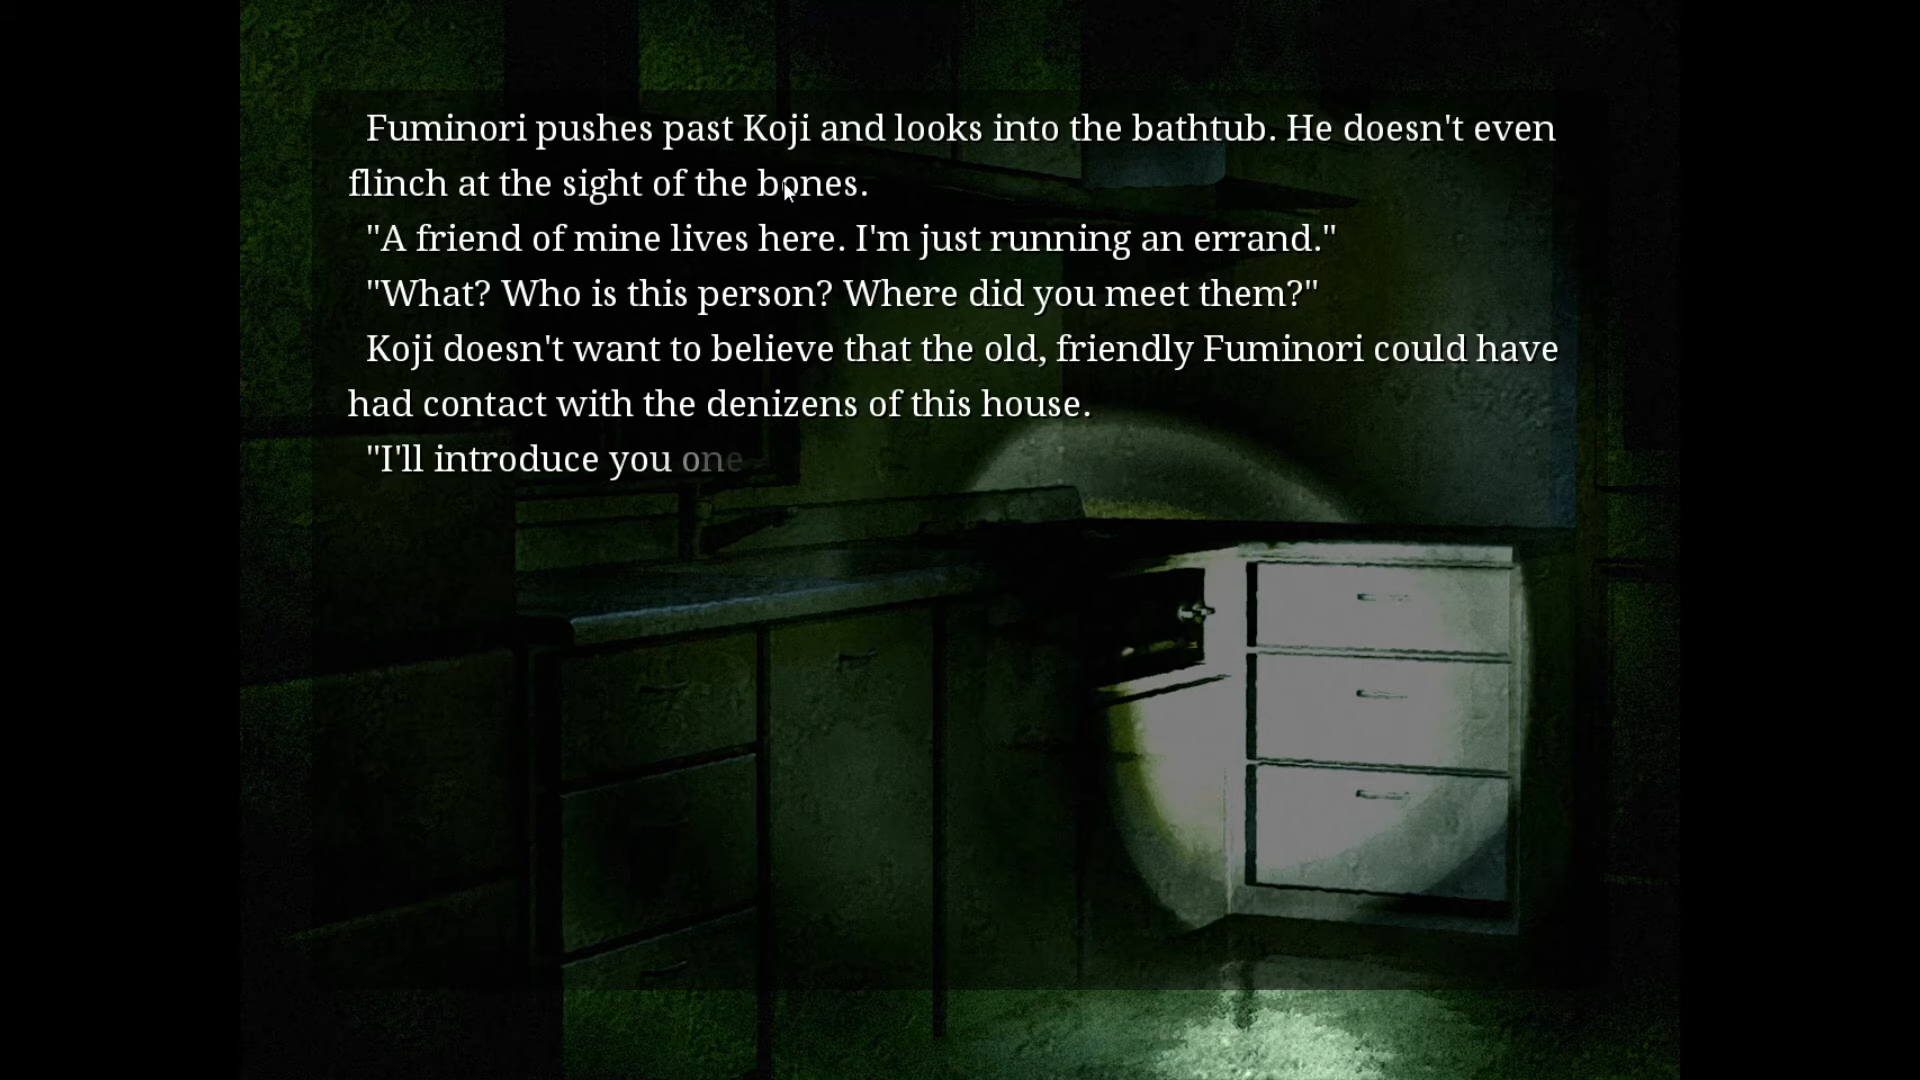 Fuminori pushes past Koji and looks into the bathtub. He doesn't even
flinch at the sight of the bones.
"A friend of mine lives here. I'm just running an errand."
"What? Who is this person? Where did you meet them?"
Koji doesn't want to believe that the old, friendly Fuminori could have
had contact with the denizens of this house.
"I'll introduce you one